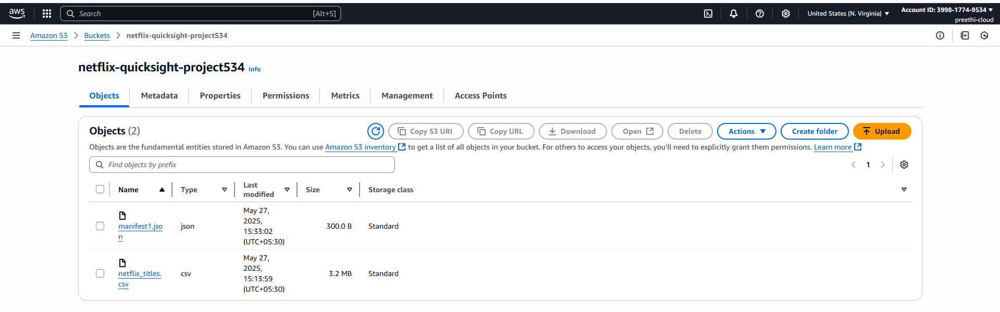 aws
Search [Alt+S] United States (N. Virginia) Account ID: 3998-1774-9534
preethi-cloud
Amazon S3 Buckets netflix-quicksight-project534
netflix-quicksight-project534 Info
Objects Metadata Properties Permissions Metrics Management Access Points
Objects (2) Copy S3 URI Copy URL Download Open Delete Actions Create folder Upload
Objects are the fundamental entities stored in Amazon S3. You can use Amazon S3 inventory to get a list of all objects in your bucket. For others to access your objects, you’ll need to explicitly grant them permissions. Learn more
Find objects by prefix 1
Name Type Last modified Size Storage class
manifest1.json json May 27, 2025, 15:33:02 (UTC+05:30) 300.0 B Standard
netflix_titles.csv csv May 27, 2025, 15:13:59 (UTC+05:30) 3.2 MB Standard